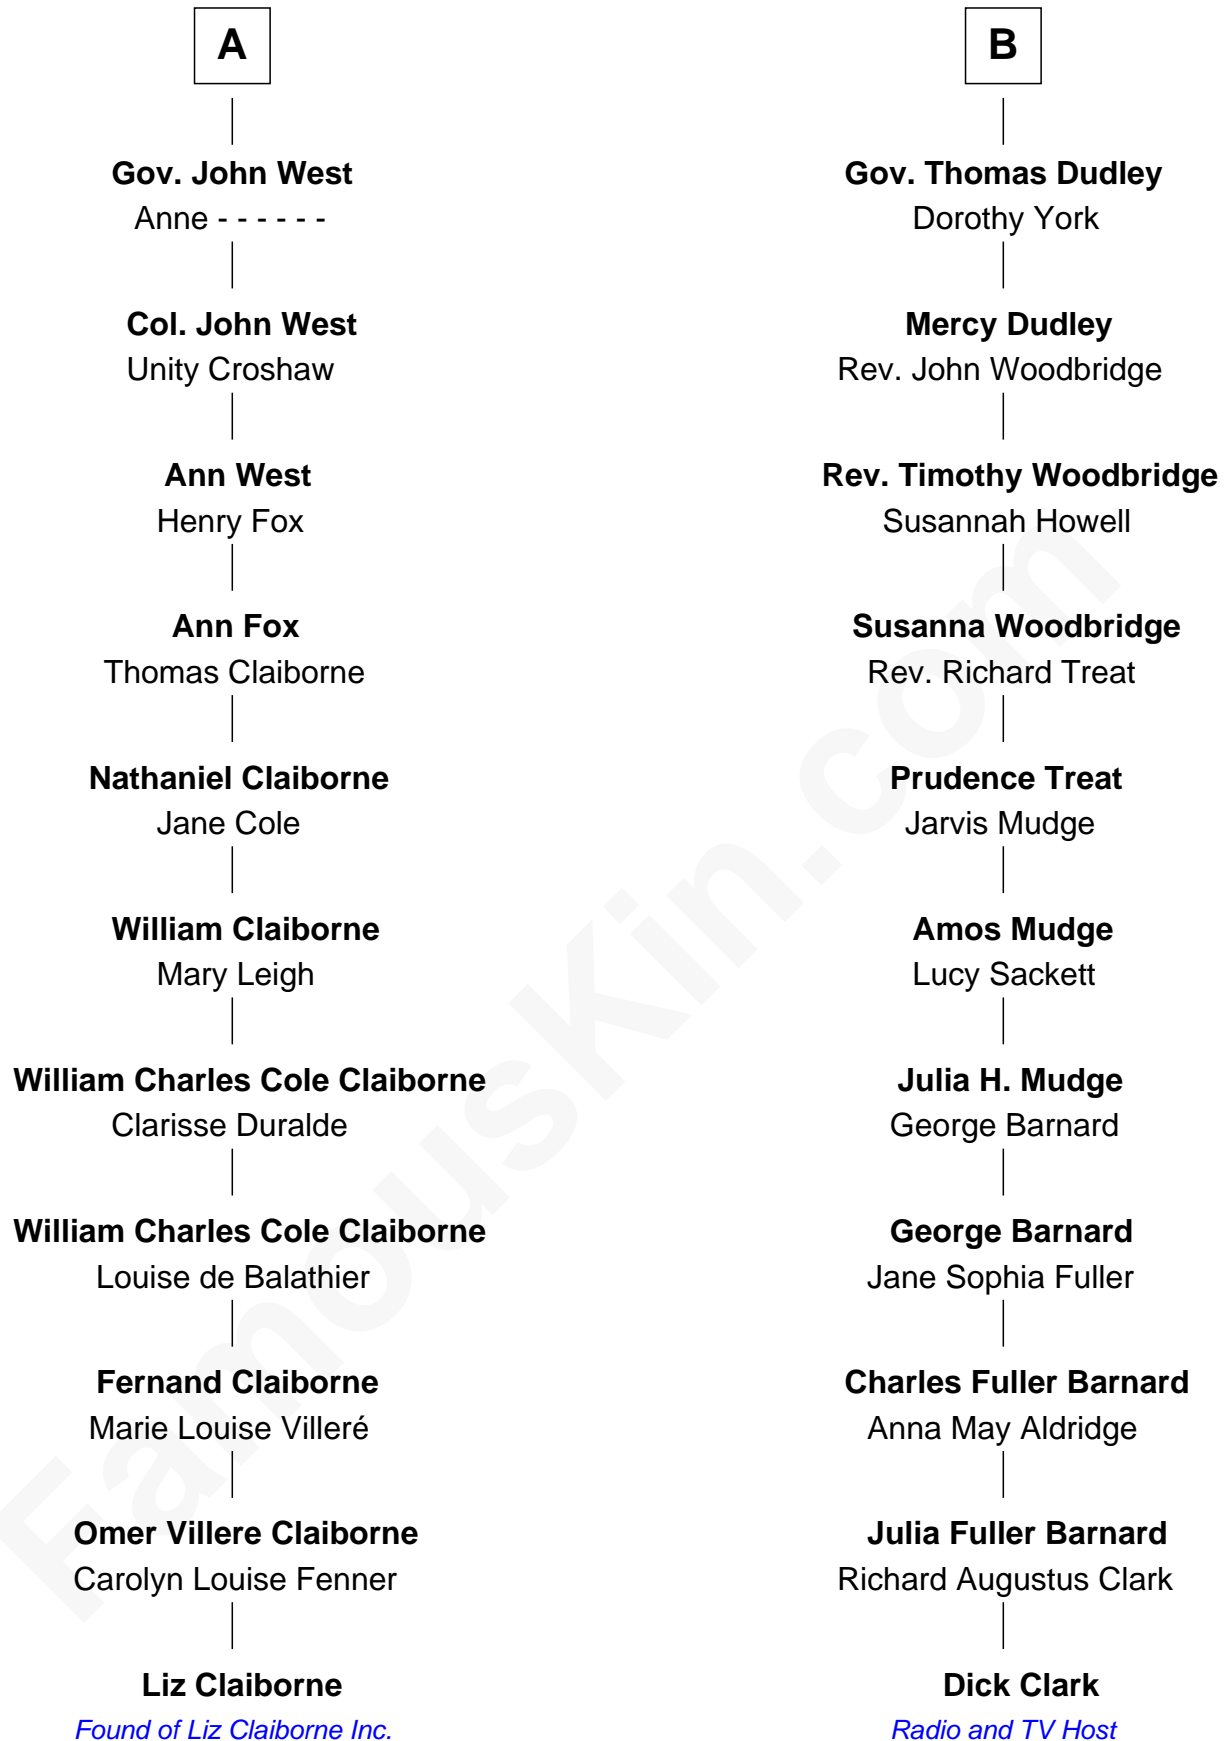 A
Gov. John West
Anne - - - - - -
Col. John West
Unity Croshaw
Ann West
Henry Fox
Ann Fox
Thomas Claiborne
Nathaniel Claiborne
Jane Cole
William Claiborne
Mary Leigh
William Charles Cole Claiborne
Clarisse Duralde
William Charles Cole Claiborne
Louise de Balathier
Fernand Claiborne
Marie Louise Villeré
Omer Villere Claiborne
Carolyn Louise Fenner
Liz Claiborne
Found of Liz Claiborne Inc.
B
Gov. Thomas Dudley
Dorothy York
Mercy Dudley
Rev. John Woodbridge
Rev. Timothy Woodbridge
Susannah Howell
Susanna Woodbridge
Rev. Richard Treat
Prudence Treat
Jarvis Mudge
Amos Mudge
Lucy Sackett
Julia H. Mudge
George Barnard
George Barnard
Jane Sophia Fuller
Charles Fuller Barnard
Anna May Aldridge
Julia Fuller Barnard
Richard Augustus Clark
Dick Clark
Radio and TV Host
FamousKin.com